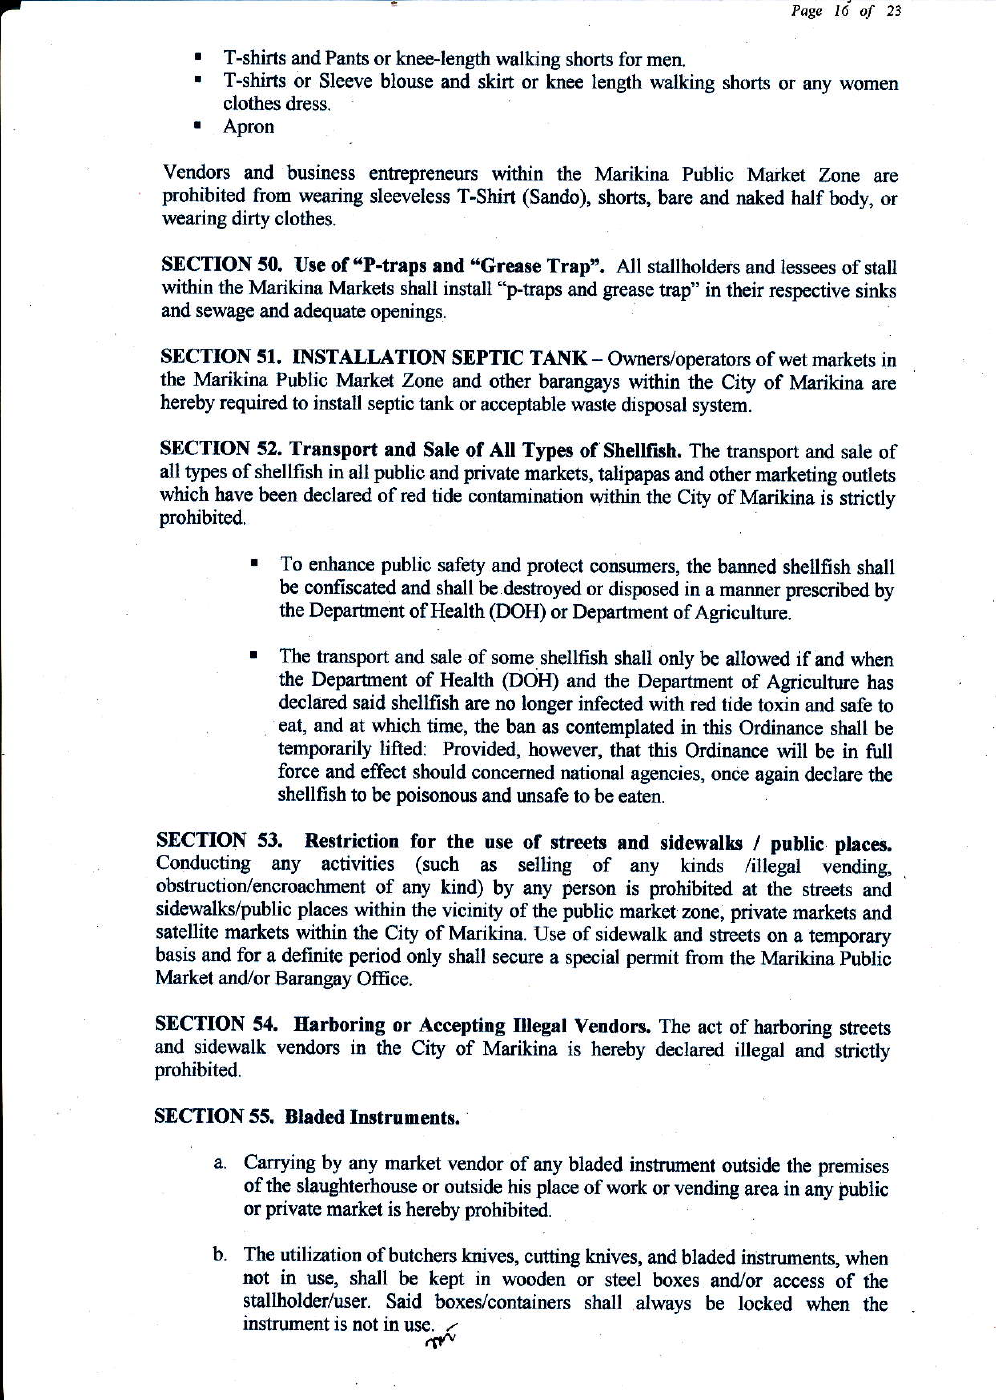 Page 16 of 23
▪ T-shirts and Pants or knee-length walking shorts for men.
▪ T-shirts or Sleeve blouse and skirt or knee length walking shorts or any women
clothes dress.
▪ Apron
Vendors and business entrepreneurs within the Marikina Public Market Zone are
prohibited from wearing sleeveless T-Shirt (Sando), shorts, bare and naked half body, or
wearing dirty clothes.
SECTION 50. Use of “P-traps and “Grease Trap”. All stallholders and lessees of stall
within the Marikina Markets shall install “p-traps and grease trap” in their respective sinks
and sewage and adequate openings.
SECTION 51. INSTALLATION SEPTIC TANK – Owners/operators of wet markets in
the Marikina Public Market Zone and other barangays within the City of Marikina are
hereby required to install septic tank or acceptable waste disposal system.
SECTION 52. Transport and Sale of All Types of Shellfish. The transport and sale of
all types of shellfish in all public and private markets, talipapas and other marketing outlets
which have been declared of red tide contamination within the City of Marikina is strictly
prohibited.
▪ To enhance public safety and protect consumers, the banned shellfish shall
be confiscated and shall be destroyed or disposed in a manner prescribed by
the Department of Health (DOH) or Department of Agriculture.
▪ The transport and sale of some shellfish shall only be allowed if and when
the Department of Health (DOH) and the Department of Agriculture has
declared said shellfish are no longer infected with red tide toxin and safe to
eat, and at which time, the ban as contemplated in this Ordinance shall be
temporarily lifted: Provided, however, that this Ordinance will be in full
force and effect should concerned national agencies, once again declare the
shellfish to be poisonous and unsafe to be eaten.
SECTION 53. Restriction for the use of streets and sidewalks / public places.
Conducting any activities (such as selling of any kinds /illegal vending,
obstruction/encroachment of any kind) by any person is prohibited at the streets and
sidewalks/public places within the vicinity of the public market zone, private markets and
satellite markets within the City of Marikina. Use of sidewalk and streets on a temporary
basis and for a definite period only shall secure a special permit from the Marikina Public
Market and/or Barangay Office.
SECTION 54. Harboring or Accepting Illegal Vendors. The act of harboring streets
and sidewalk vendors in the City of Marikina is hereby declared illegal and strictly
prohibited.
SECTION 55. Bladed Instruments.
a. Carrying by any market vendor of any bladed instrument outside the premises
of the slaughterhouse or outside his place of work or vending area in any public
or private market is hereby prohibited.
b. The utilization of butchers knives, cutting knives, and bladed instruments, when
not in use, shall be kept in wooden or steel boxes and/or access of the
stallholder/user. Said boxes/containers shall always be locked when the
instrument is not in use.